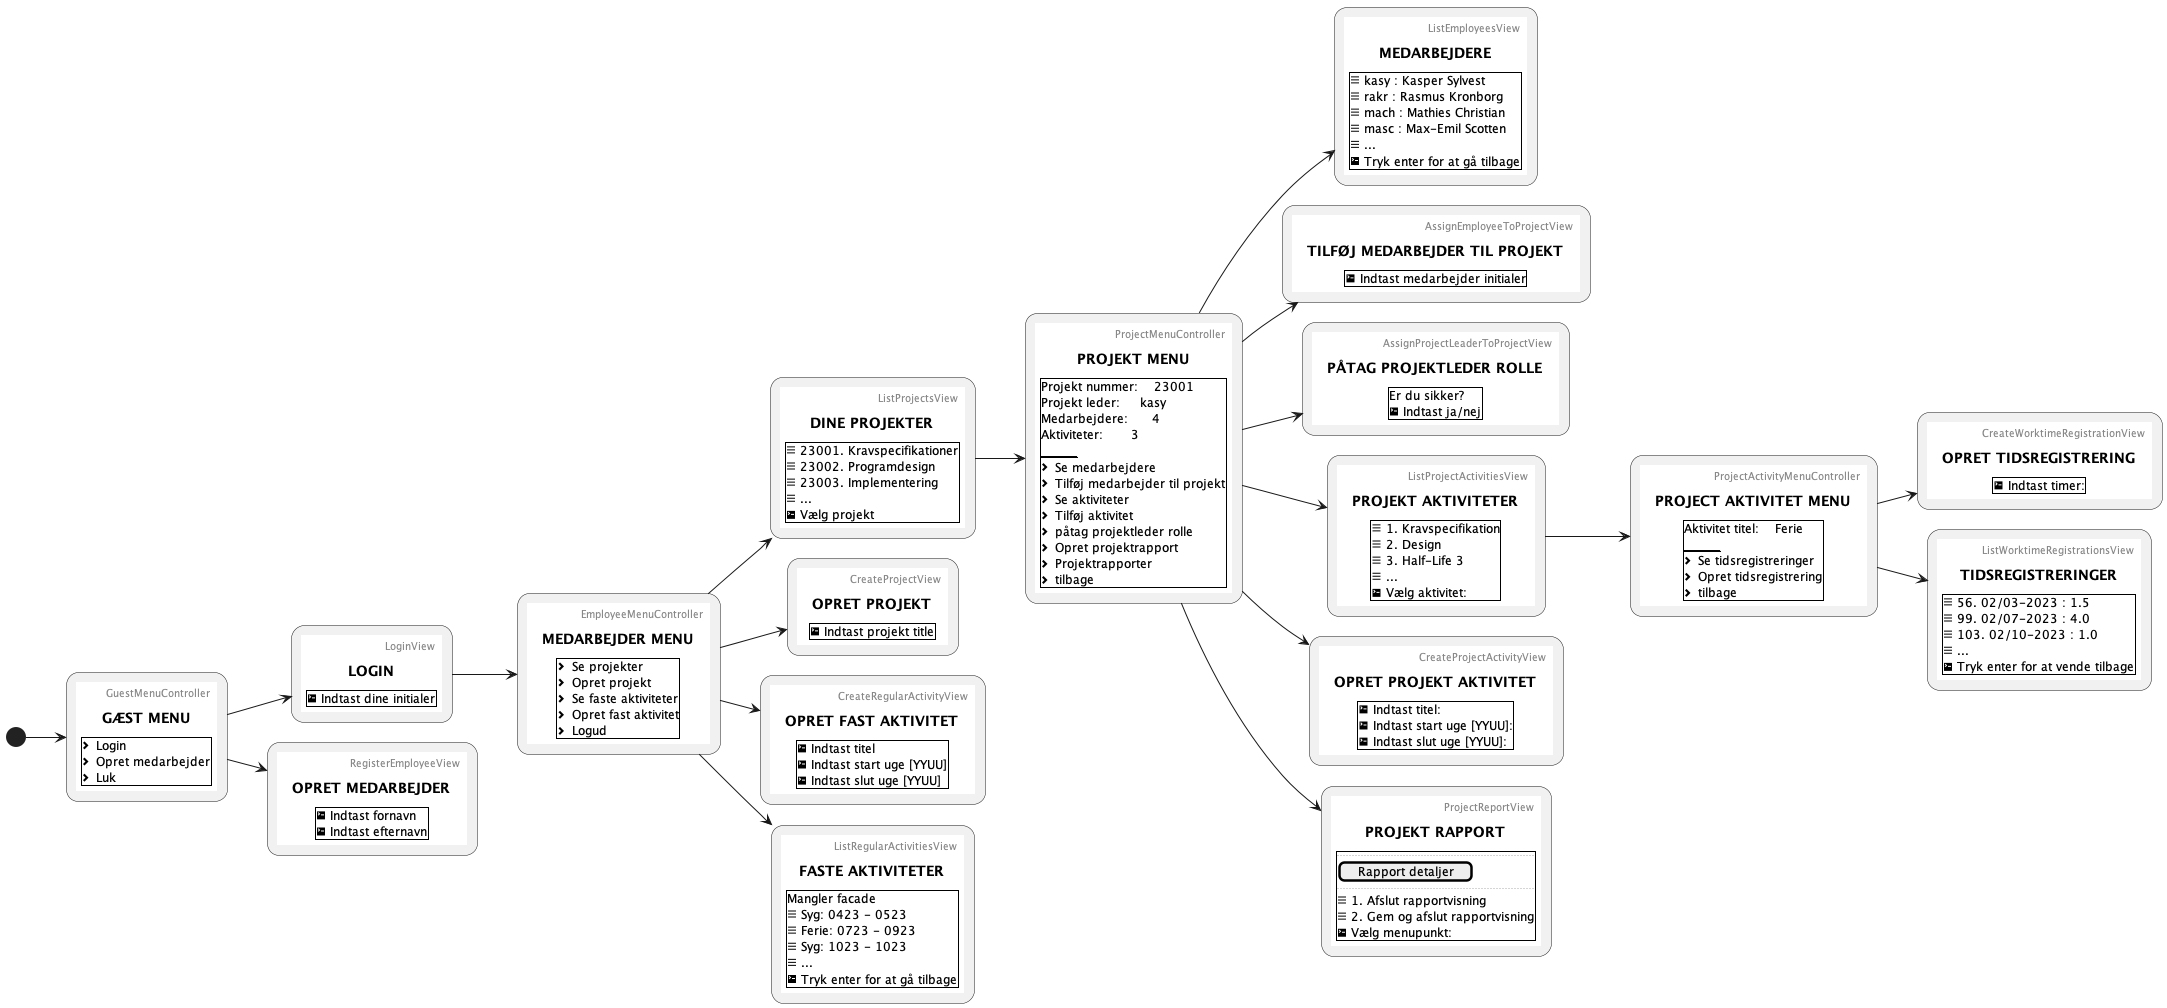 GuestMenuController
GÆST MENU
Login
Opret medarbejder
Luk
LoginView
LOGIN
Indtast dine initialer
RegisterEmployeeView
OPRET MEDARBEJDER
Indtast fornavn
Indtast efternavn
EmployeeMenuController
MEDARBEJDER MENU
Se projekter
Opret projekt
Se faste aktiviteter
Opret fast aktivitet
Logud
ListProjectsView
DINE PROJEKTER
23001. Kravspecifikationer
23002. Programdesign
23003. Implementering
...
Vælg projekt
CreateProjectView
OPRET PROJEKT
Indtast projekt title
CreateRegularActivityView
OPRET FAST AKTIVITET
Indtast titel
Indtast start uge [YYUU]
Indtast slut uge [YYUU]
ListRegularActivitiesView
FASTE AKTIVITETER
Mangler facade
Syg: 0423 - 0523
Ferie: 0723 - 0923
Syg: 1023 - 1023
...
Tryk enter for at gå tilbage
ProjectMenuController
PROJEKT MENU
Projekt nummer: 23001
Projekt leder: kasy
Medarbejdere: 4
Aktiviteter: 3
Se medarbejdere
Tilføj medarbejder til projekt
Se aktiviteter
Tilføj aktivitet
påtag projektleder rolle
Opret projektrapport
Projektrapporter
tilbage
ListEmployeesView
MEDARBEJDERE
kasy : Kasper Sylvest
rakr : Rasmus Kronborg
mach : Mathies Christian
masc : Max-Emil Scotten
...
Tryk enter for at gå tilbage
AssignEmployeeToProjectView
TILFØJ MEDARBEJDER TIL PROJEKT
Indtast medarbejder initialer
AssignProjectLeaderToProjectView
PÅTAG PROJEKTLEDER ROLLE
Er du sikker?
Indtast ja/nej
ListProjectActivitiesView
PROJEKT AKTIVITETER
1. Kravspecifikation
2. Design
3. Half-Life 3
...
Vælg aktivitet:
CreateProjectActivityView
OPRET PROJEKT AKTIVITET
Indtast titel:
Indtast start uge [YYUU]:
Indtast slut uge [YYUU]:
ProjectReportView
PROJEKT RAPPORT
Rapport detaljer
1. Afslut rapportvisning
2. Gem og afslut rapportvisning
Vælg menupunkt:
ProjectActivityMenuController
PROJECT AKTIVITET MENU
Aktivitet titel: Ferie
Se tidsregistreringer
Opret tidsregistrering
tilbage
CreateWorktimeRegistrationView
OPRET TIDSREGISTRERING
Indtast timer:
ListWorktimeRegistrationsView
TIDSREGISTRERINGER
56. 02/03-2023 : 1.5
99. 02/07-2023 : 4.0
103. 02/10-2023 : 1.0
...
Tryk enter for at vende tilbage